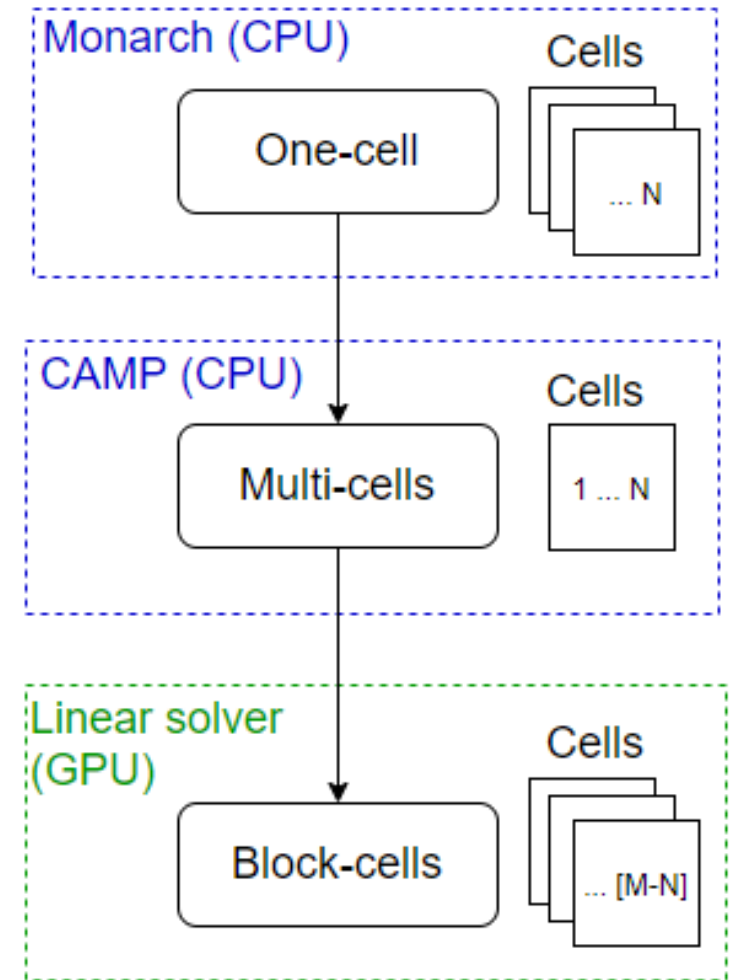 Monarch (CPU)
Cells
One-cell
... N
CAMP (CPU)
Cells
Multi-cells
1 ... N
Linear solver
(GPU)
Cells
Block-cells
... [M-N]